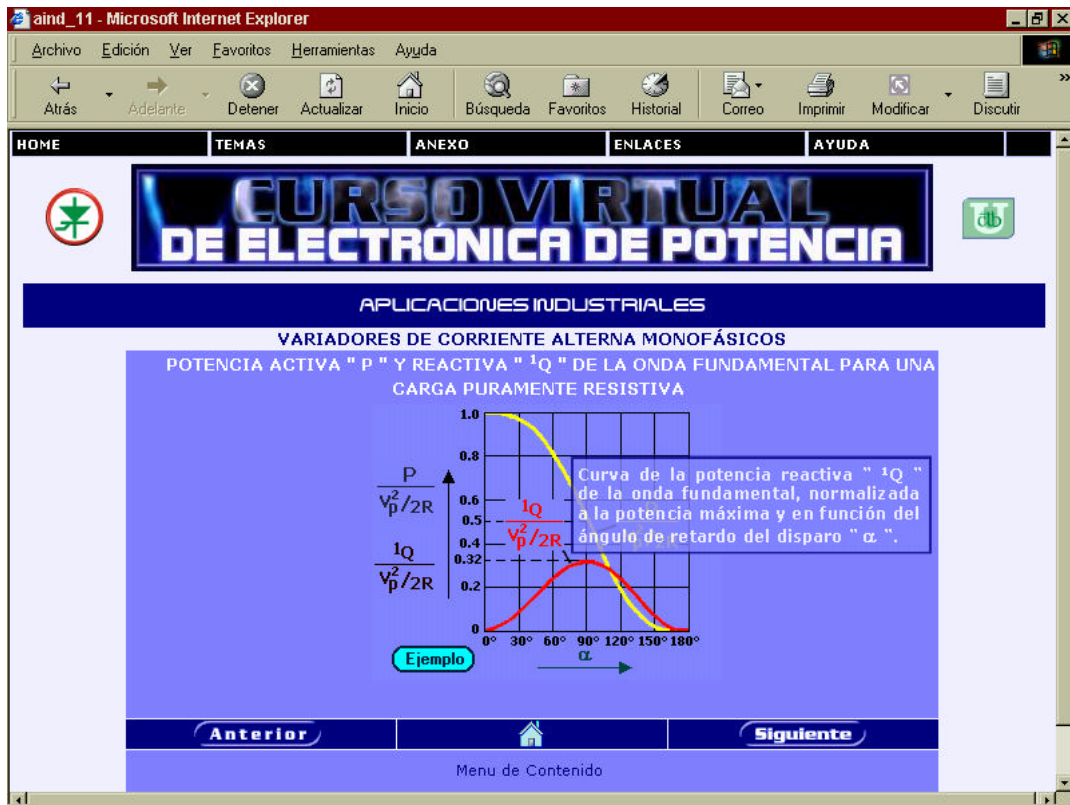 aind_11 - Microsoft Internet Explorer
Archivo Edición Ver Favoritos Herramientas Ayuda
Atrás Adelante Detener Actualizar Inicio Búsqueda Favoritos Historial Correo Imprimir Modificar Discutir »
HOME TEMAS ANEXO ENLACES AYUDA
CURSO VIRTUAL
DE ELECTRÓNICA DE POTENCIA
APLICACIONES INDUSTRIALES
VARIADORES DE CORRIENTE ALTERNA MONOFÁSICOS
POTENCIA ACTIVA " P " Y REACTIVA " ¹Q " DE LA ONDA FUNDAMENTAL PARA UNA
CARGA PURAMENTE RESISTIVA
P
Vp²/2R
¹Q
Vp²/2R
1.0
0.8
0.6
0.5
0.4
0.32
0.2
0
¹Q
Vp²/2R
Curva de la potencia reactiva " ¹Q "
de la onda fundamental, normalizada
a la potencia máxima y en función del
ángulo de retardo del disparo " α ".
0° 30° 60° 90° 120° 150° 180°
α
Ejemplo
Anterior Siguiente
Menu de Contenido